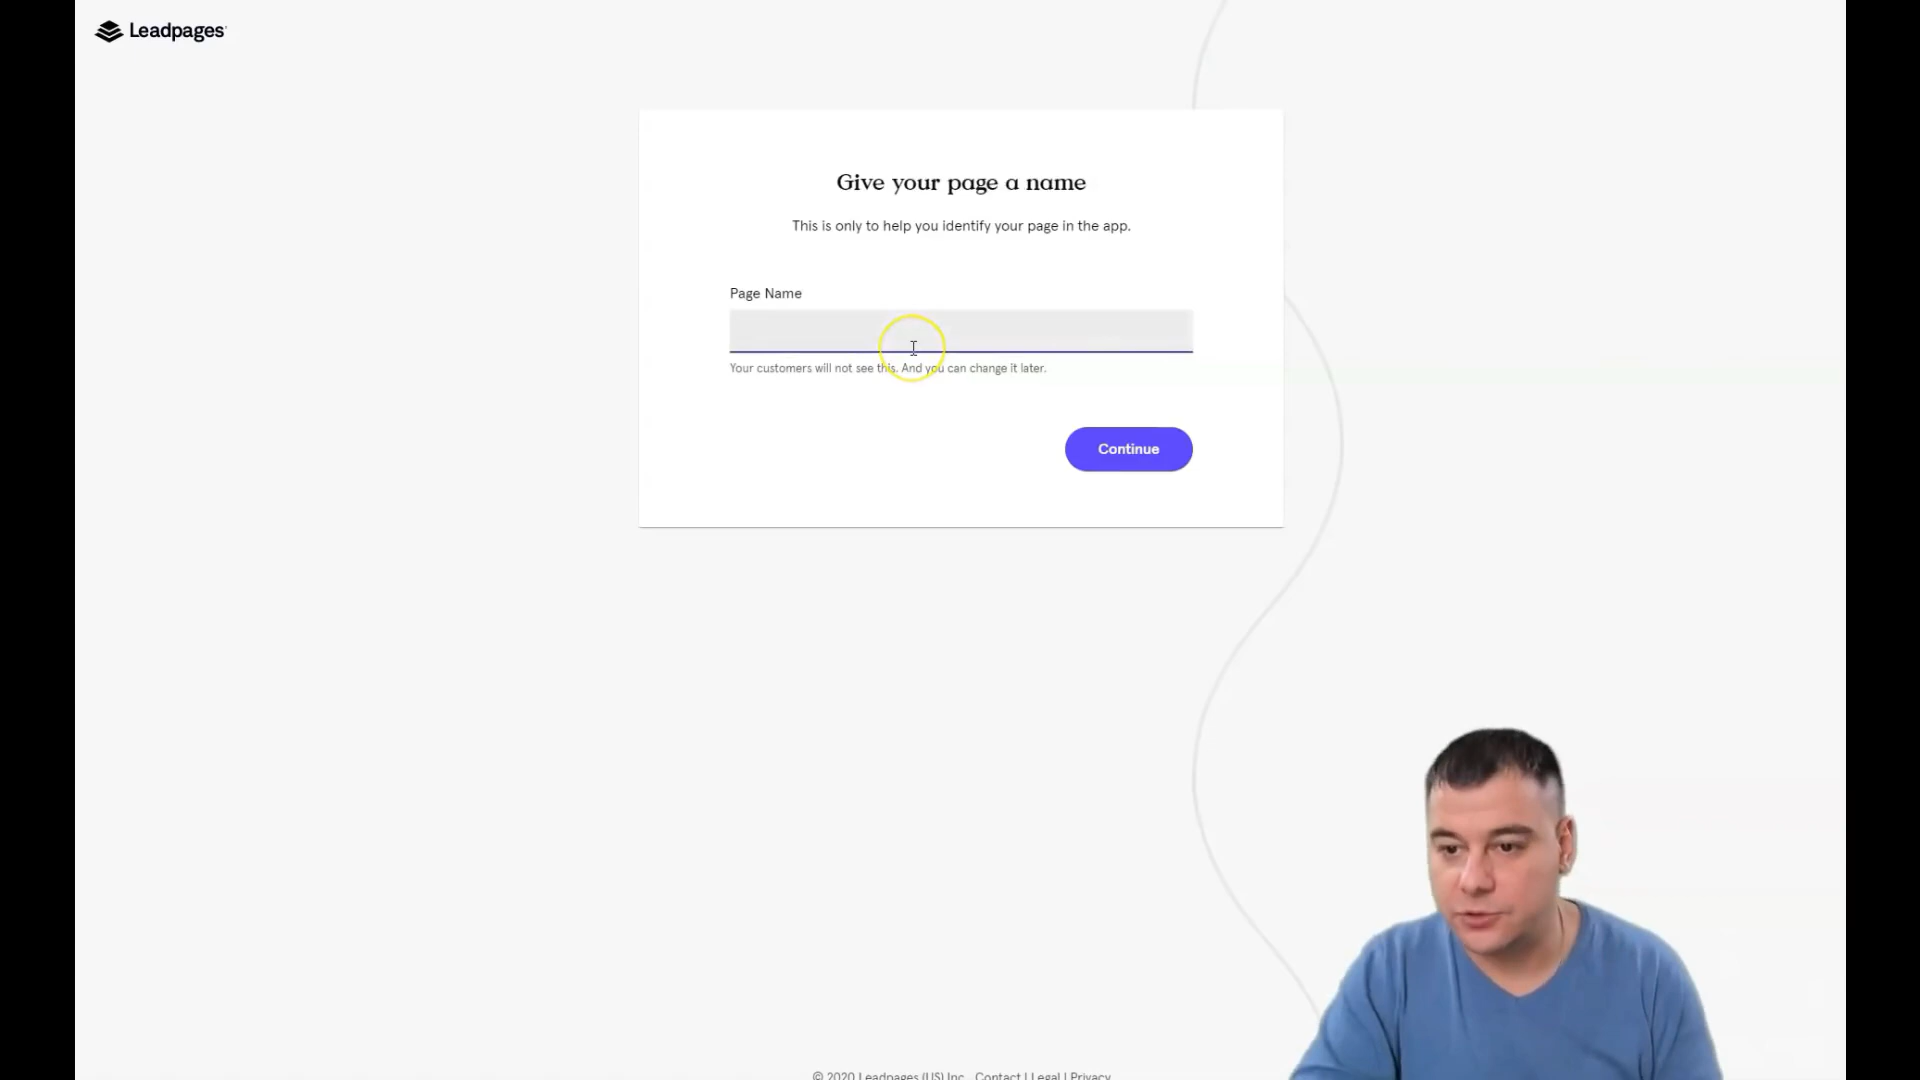 Leadpages
Give your page a name
This is only to help you identify your page in the app.
Page Name
Your customers will not see this. And you can change it later.
Continue
© 2020 Leadpages (US) Inc. Contact | Legal | Privacy